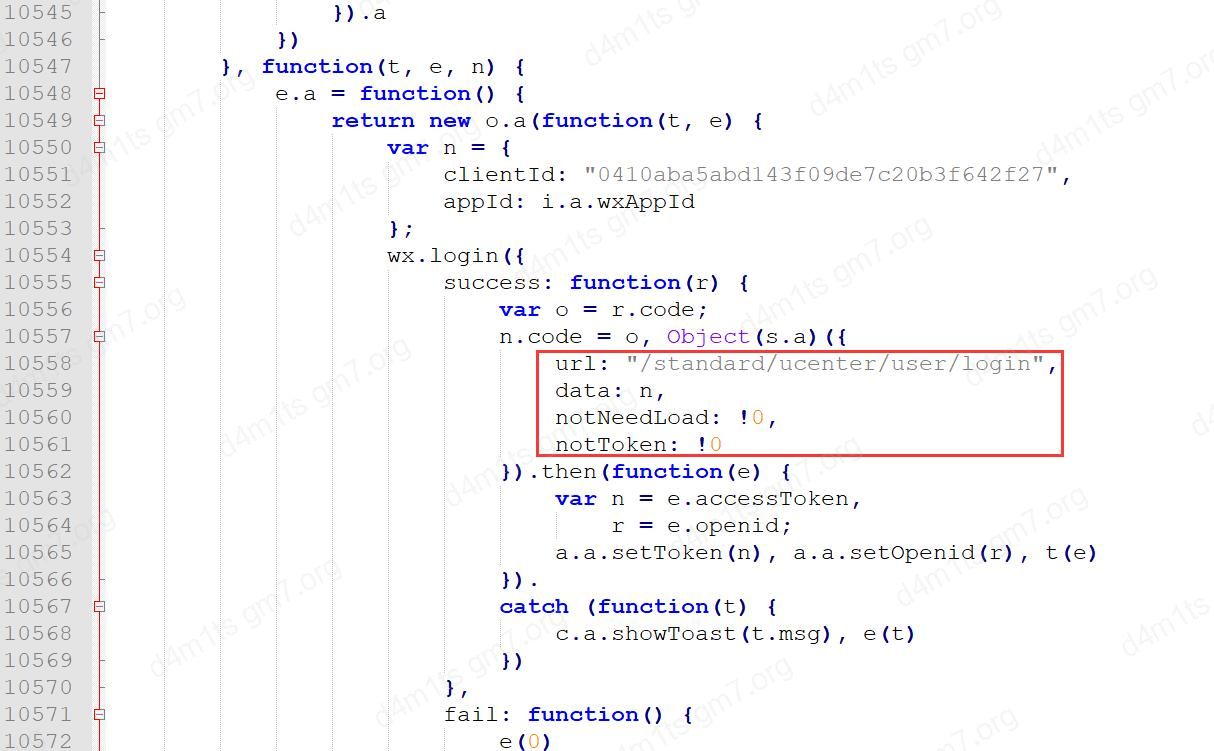 10545 }).a
10546 })
10547 }, function(t, e, n) {
10548 e.a = function() {
10549 return new o.a(function(t, e) {
10550 var n = {
10551 clientId: "0410aba5abd143f09de7c20b3f642f27",
10552 appId: i.a.wxAppId
10553 };
10554 wx.login({
10555 success: function(r) {
10556 var o = r.code;
10557 n.code = o, Object(s.a)({
10558 url: "/standard/ucenter/user/login",
10559 data: n,
10560 notNeedLoad: !0,
10561 notToken: !0
10562 }).then(function(e) {
10563 var n = e.accessToken,
10564 r = e.openid;
10565 a.a.setToken(n), a.a.setOpenid(r), t(e)
10566 }).
10567 catch (function(t) {
10568 c.a.showToast(t.msg), e(t)
10569 })
10570 },
10571 fail: function() {
10572 e(0)
d4m1ts gm7.org